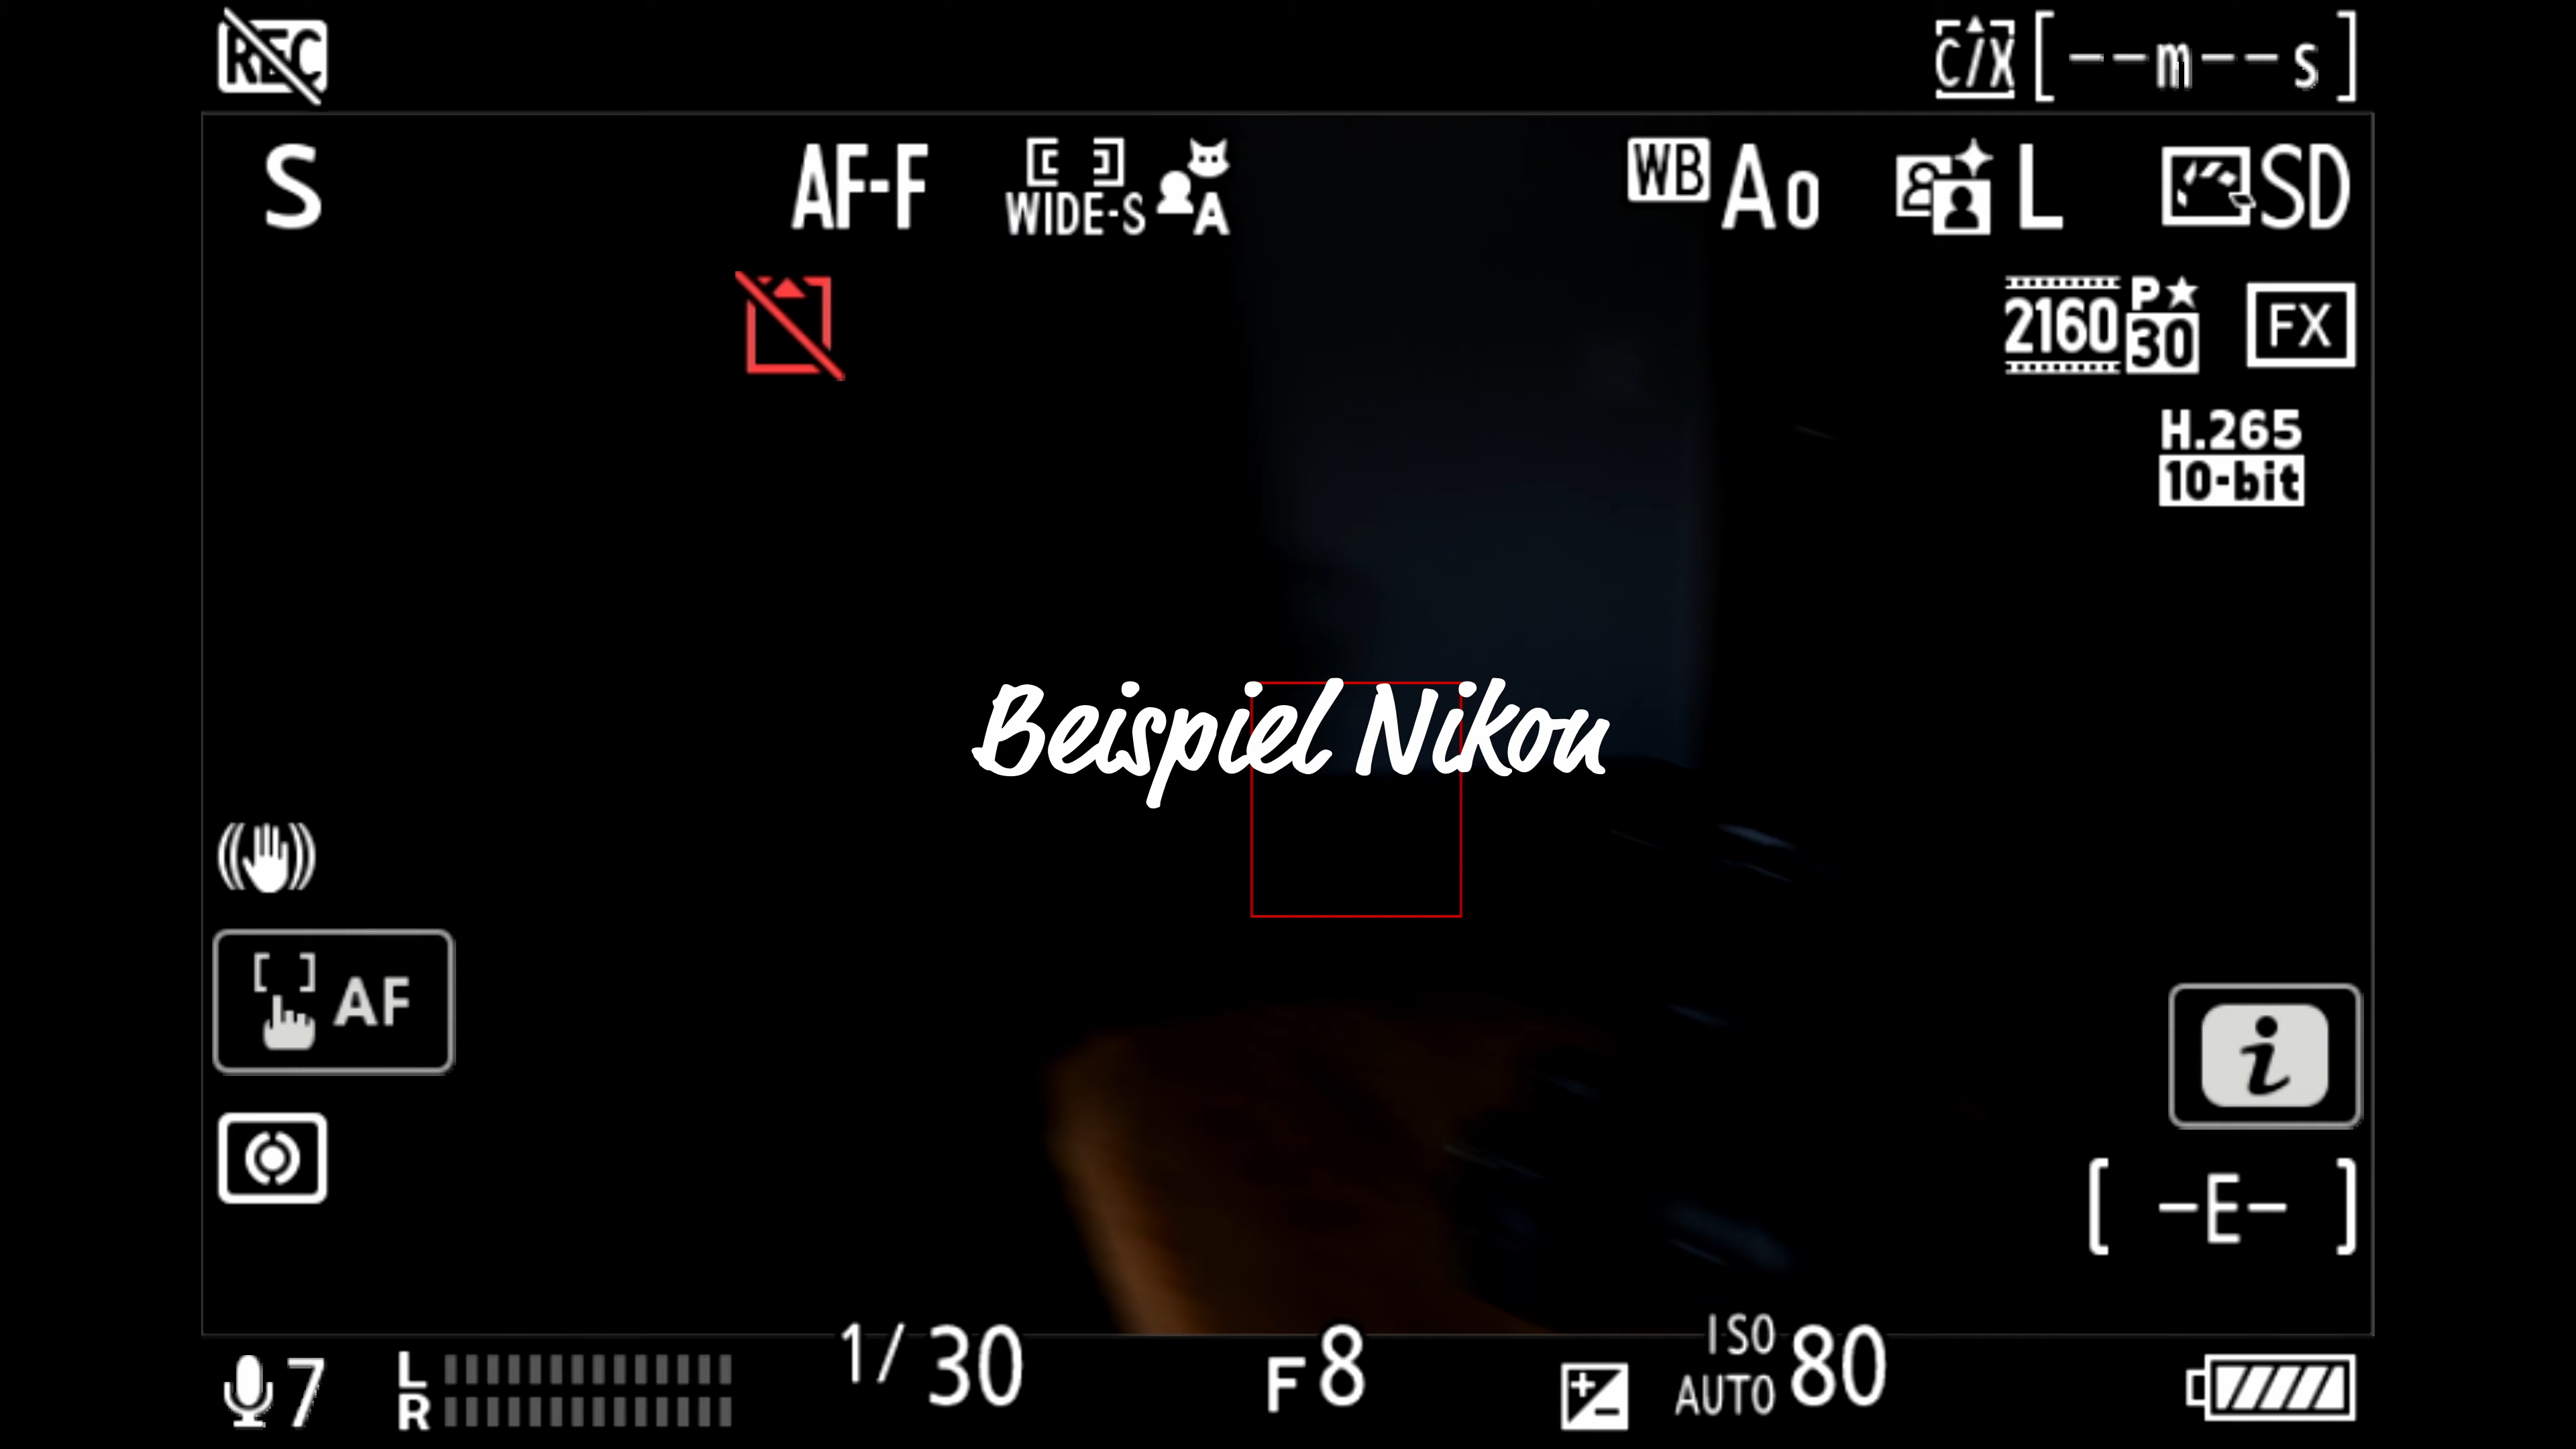 REC C/X [--m--s]
S AF-F WIDE-S A WB A0 L SD
2160 P★ 30 FX
H.265
10-bit
Beispiel Nikon
AF
i
[ -E- ]
7 L R 1/30 F8 ISO AUTO 80